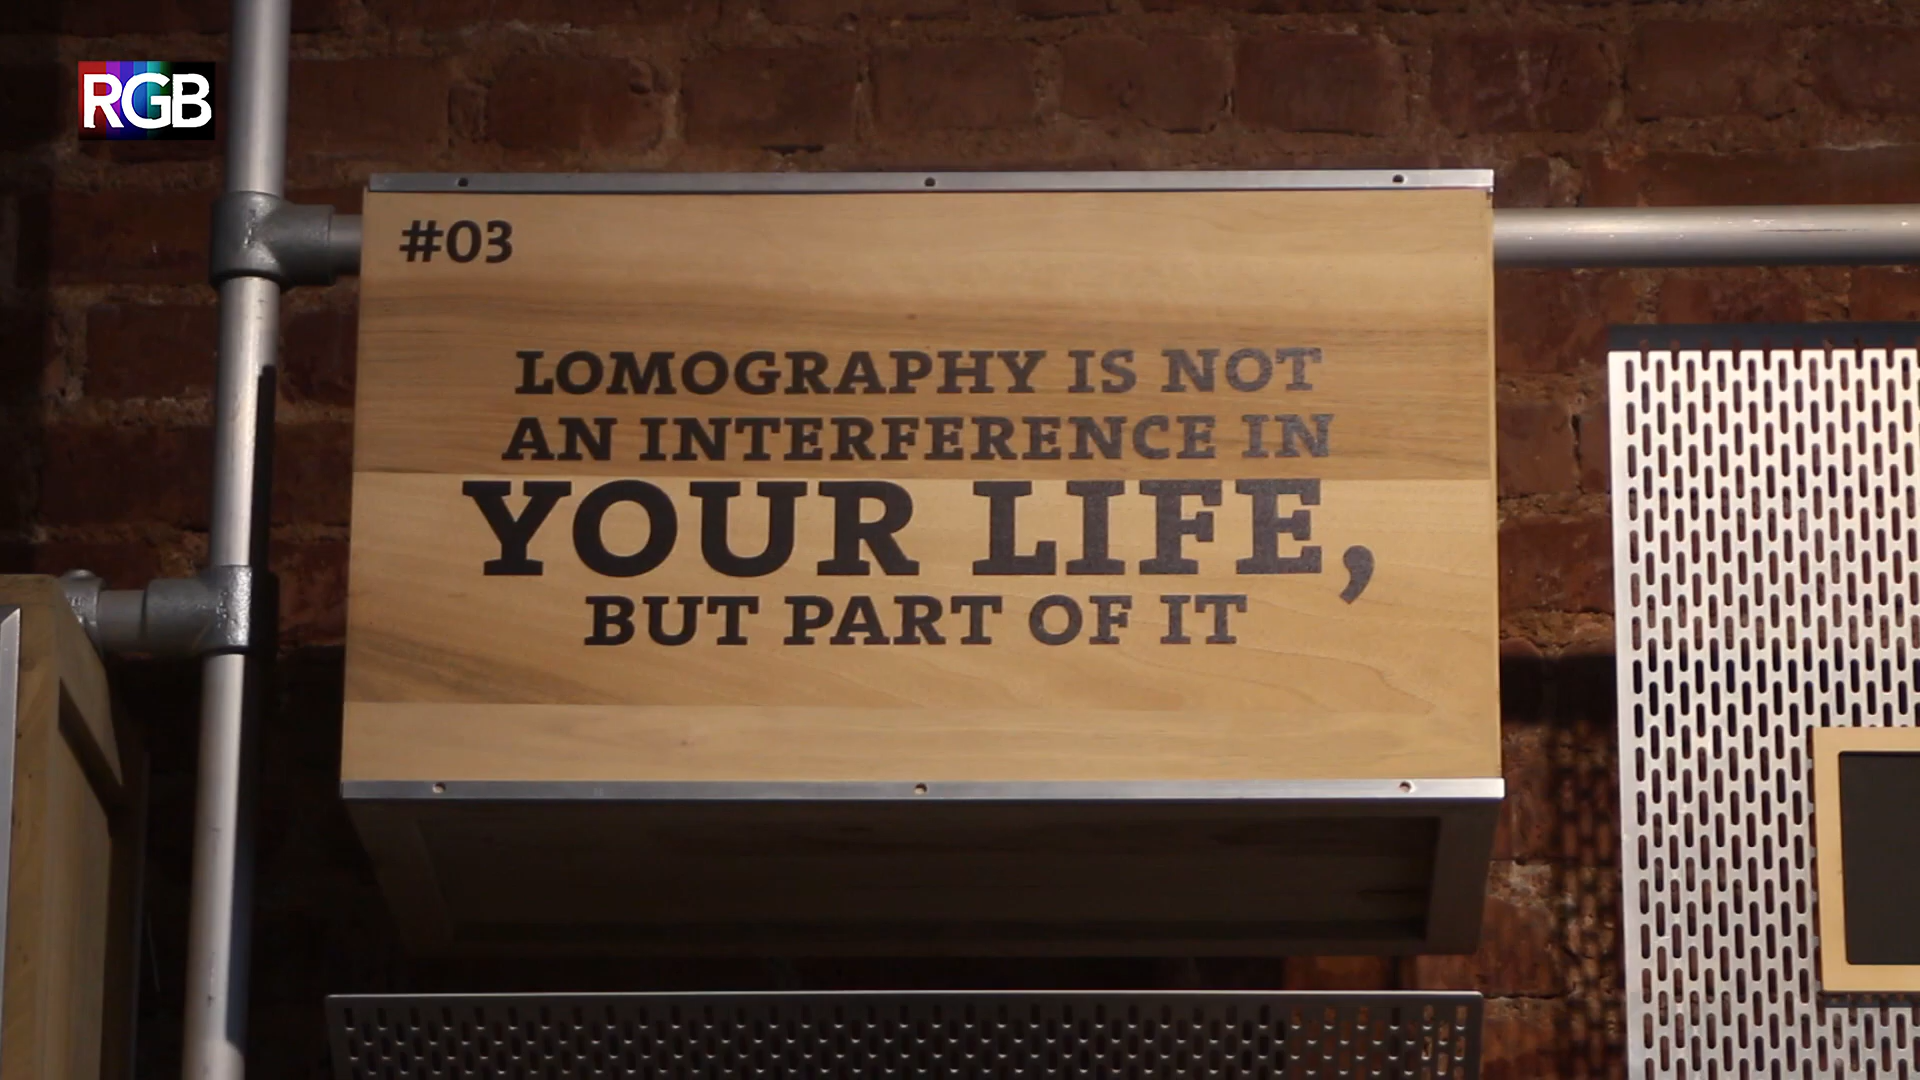 RGB
#03
LOMOGRAPHY IS NOT
AN INTERFERENCE IN
YOUR LIFE,
BUT PART OF IT